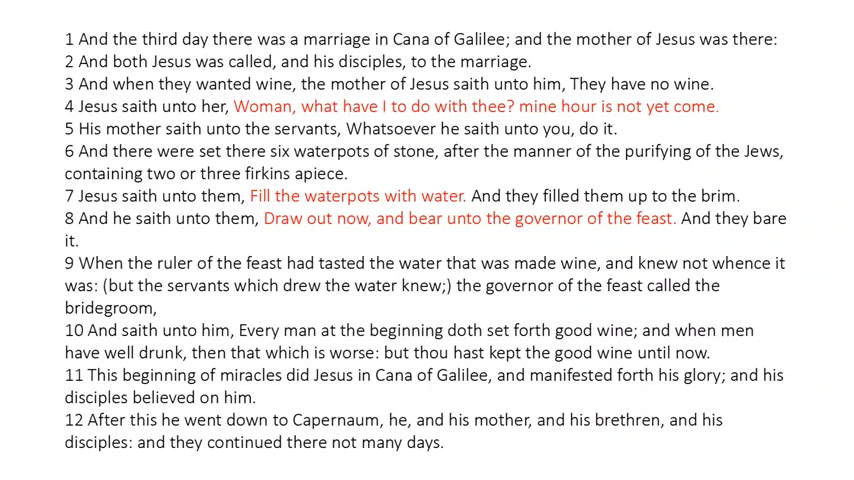 1 And the third day there was a marriage in Cana of Galilee; and the mother of Jesus was there:
2 And both Jesus was called, and his disciples, to the marriage.
3 And when they wanted wine, the mother of Jesus saith unto him, They have no wine.
4 Jesus saith unto her, Woman, what have I to do with thee? mine hour is not yet come.
5 His mother saith unto the servants, Whatsoever he saith unto you, do it.
6 And there were set there six waterpots of stone, after the manner of the purifying of the Jews,
containing two or three firkins apiece.
7 Jesus saith unto them, Fill the waterpots with water. And they filled them up to the brim.
8 And he saith unto them, Draw out now, and bear unto the governor of the feast. And they bare
it.
9 When the ruler of the feast had tasted the water that was made wine, and knew not whence it
was: (but the servants which drew the water knew;) the governor of the feast called the
bridegroom,
10 And saith unto him, Every man at the beginning doth set forth good wine; and when men
have well drunk, then that which is worse: but thou hast kept the good wine until now.
11 This beginning of miracles did Jesus in Cana of Galilee, and manifested forth his glory; and his
disciples believed on him.
12 After this he went down to Capernaum, he, and his mother, and his brethren, and his
disciples: and they continued there not many days.